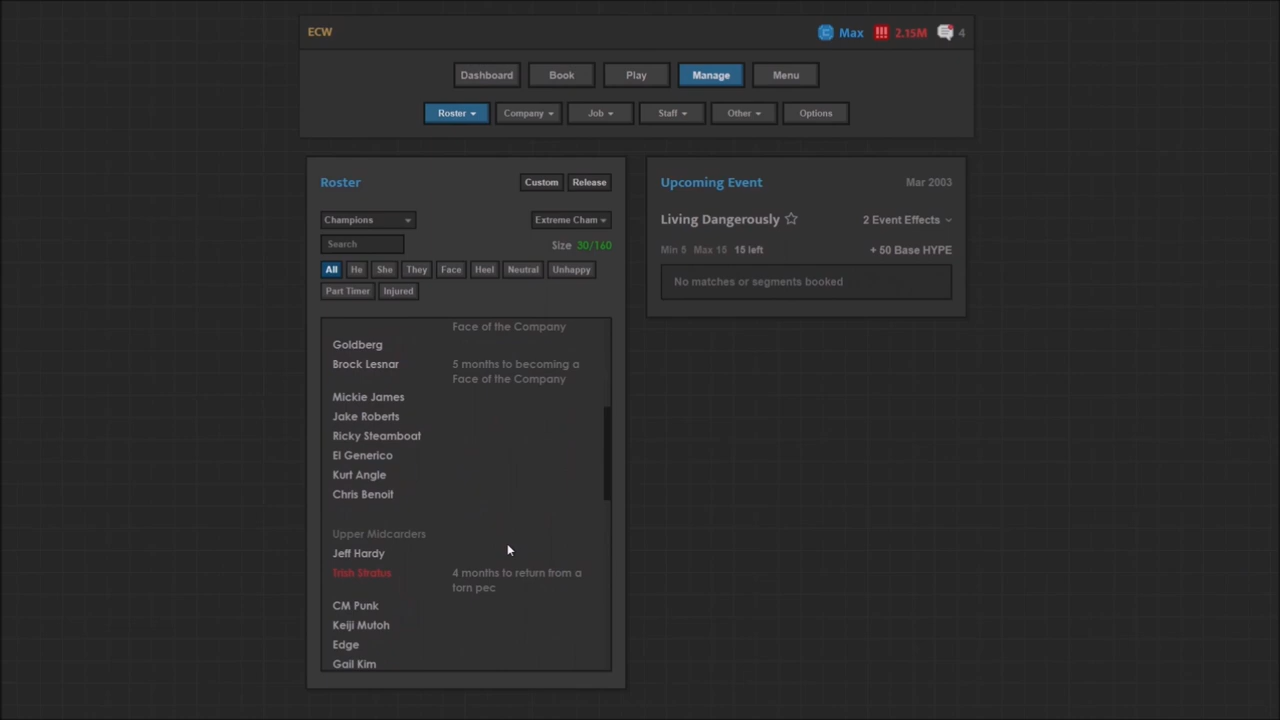 ECW
Max 2.15M 4
Dashboard Book Play Manage Menu
Roster Company Job Staff Other Options
Roster Custom Release
Champions Extreme Cham
Search Size 30/160
All He She They Face Heel Neutral Unhappy
Part Timer Injured
Face of the Company
Goldberg
Brock Lesnar 5 months to becoming a
Face of the Company
Mickie James
Jake Roberts
Ricky Steamboat
El Generico
Kurt Angle
Chris Benoit
Upper Midcarders
Jeff Hardy
Trish Stratus 4 months to return from a
torn pec
CM Punk
Keiji Mutoh
Edge
Gail Kim
Upcoming Event Mar 2003
Living Dangerously 2 Event Effects
Min 5 Max 15 15 left + 50 Base HYPE
No matches or segments booked